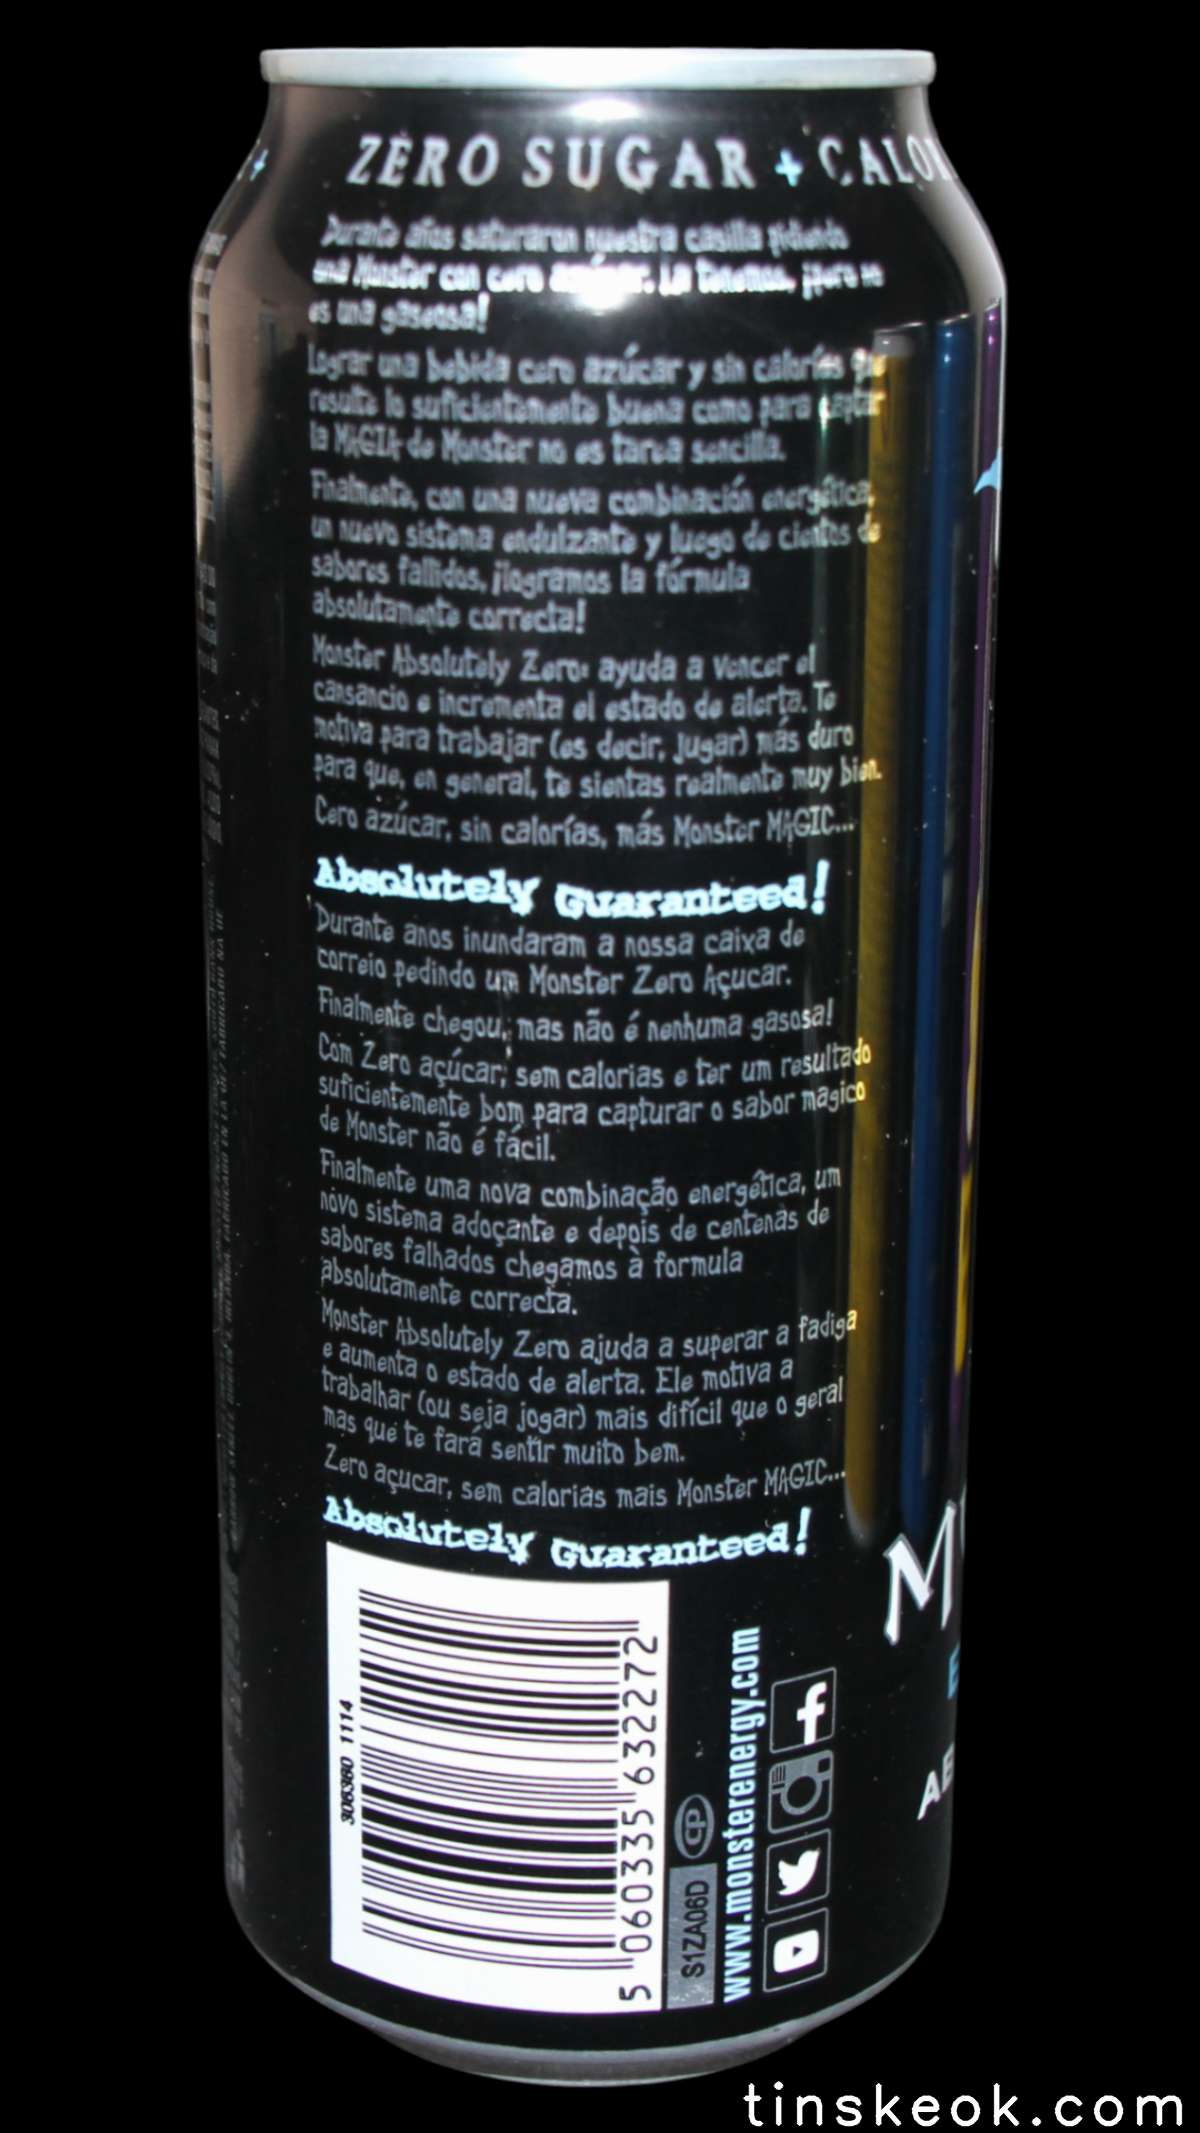 ZERO SUGAR + CALO
Durante años saturaron nuestra casilla pidiendo
una Monster con cero azúcar. La tenemos, ¡pero no
es una gaseosa!
Lograr una bebida cero azúcar y sin calorías que
resulte lo suficientemente buena como para captar
la MAGIA de Monster no es tarea sencilla.
Finalmente, con una nueva combinación energética,
un nuevo sistema endulzante y luego de cientos de
sabores fallidos, ¡logramos la fórmula
absolutamente correcta!
Monster Absolutely Zero: ayuda a vencer el
cansancio e incrementa el estado de alerta. Te
motiva para trabajar (es decir, jugar) más duro
para que, en general, te sientas realmente muy bien.
Cero azúcar, sin calorías, más Monster MAGIC...
Absolutely Guaranteed!
Durante anos inundaram a nossa caixa de
correio pedindo um Monster Zero Açucar.
Finalmente chegou, mas não é nenhuma gasosa!
Com Zero açúcar, sem calorias e ter um resultado
suficientemente bom para capturar o sabor magico
de Monster não é fácil.
Finalmente uma nova combinação energética, um
novo sistema adoçante e depois de centenas de
sabores falhados chegamos à formula
absolutamente correcta.
Monster Absolutely Zero ajuda a superar a fadiga
e aumenta o estado de alerta. Ele motiva a
trabalhar (ou seja jogar) mais difícil que o geral
mas que te fará sentir muito bem.
Zero açucar, sem calorias mais Monster MAGIC...
Absolutely Guaranteed!
306360 1114
5 060335 632272
S1ZA06D
CP
www.monsterenergy.com
M
E
AB
tinskeok.com